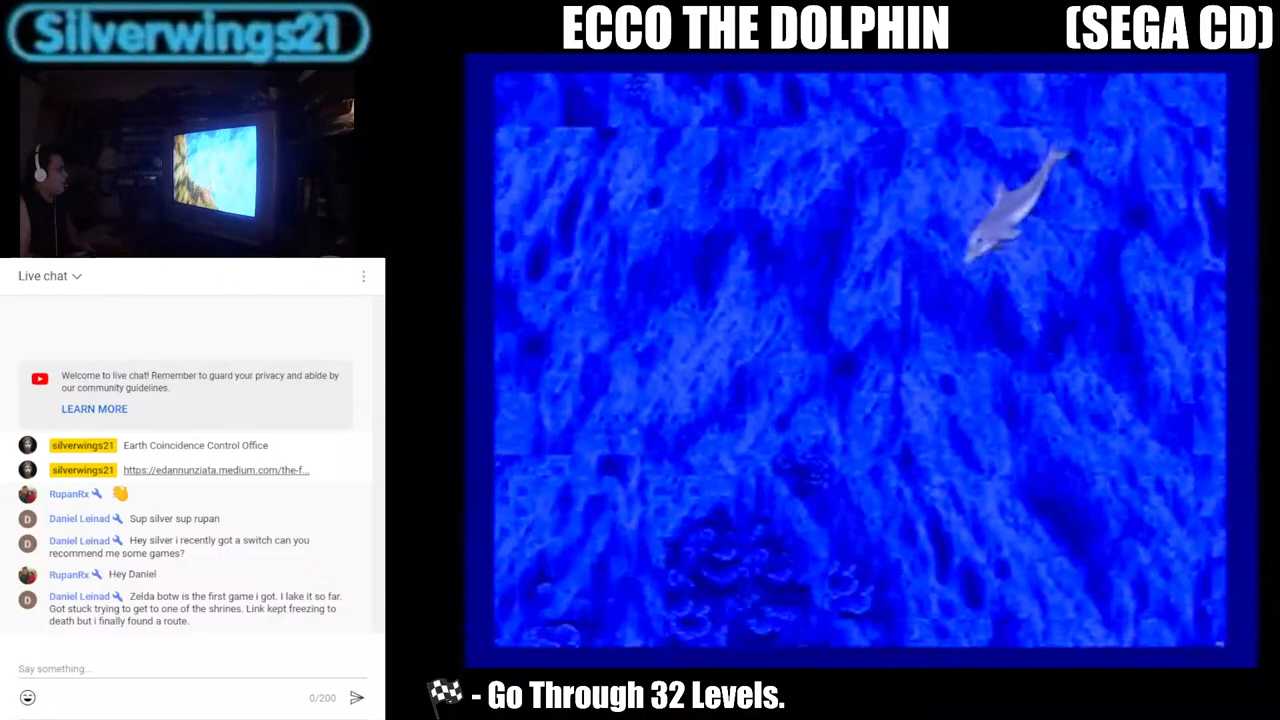 Silverwings21
ECCO THE DOLPHIN (SEGA CD)
Live chat
Welcome to live chat! Remember to guard your privacy and abide by
our community guidelines.
LEARN MORE
silverwings21 Earth Coincidence Control Office
silverwings21 https://edannunziata.medium.com/the-f...
RupanRx
D Daniel Leinad Sup silver sup rupan
D Daniel Leinad Hey silver i recently got a switch can you
recommend me some games?
RupanRx Hey Daniel
D Daniel Leinad Zelda botw is the first game i got. I lake it so far.
Got stuck trying to get to one of the shrines. Link kept freezing to
death but i finally found a route.
Say something...
0/200
- Go Through 32 Levels.